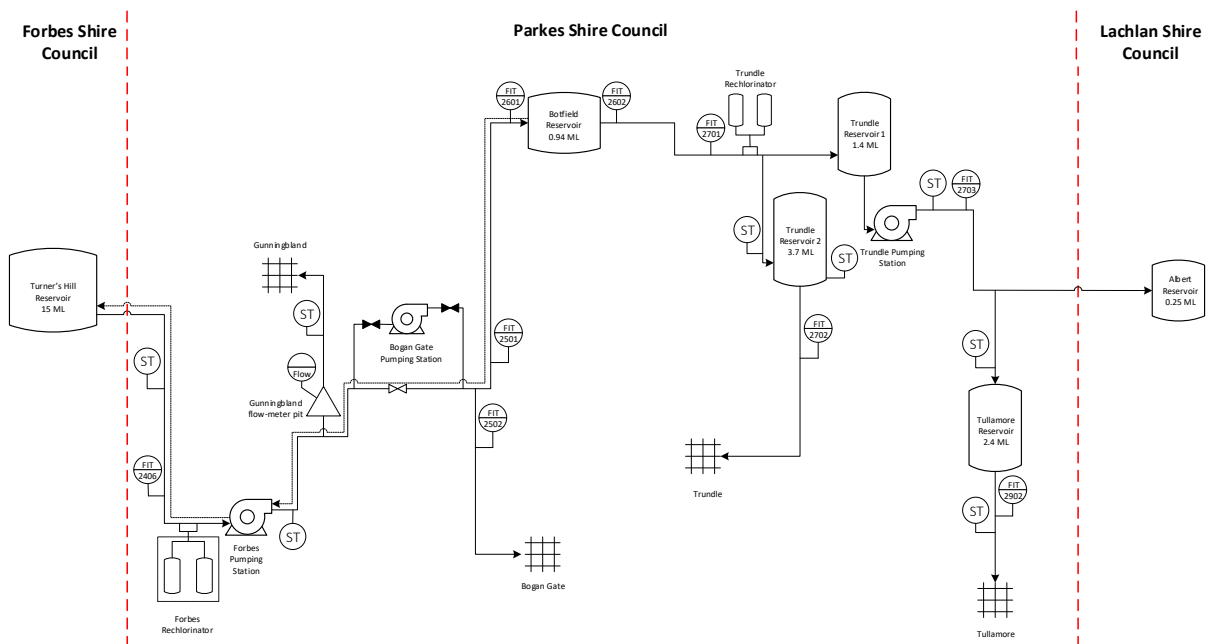 Forbes Shire
Council
Parkes Shire Council
Lachlan Shire
Council
FIT
2601
Botfield
Reservoir
0.94 ML
FIT
2602
FIT
2701
Trundle
Rechlorinator
Trundle
Reservoir 1
1.4 ML
ST
FIT
2703
Trundle Pumping
Station
ST
Trundle
Reservoir 2
3.7 ML
ST
Gunningbland
ST
Turner's Hill
Reservoir
15 ML
Albert
Reservoir
0.25 ML
Bogan Gate
Pumping Station
FIT
2501
FIT
2702
ST
ST
Flow
Gunningbland
flow-meter pit
FIT
2502
Tullamore
Reservoir
2.4 ML
FIT
2406
Trundle
FIT
2902
ST
ST
Forbes
Pumping
Station
Bogan Gate
Forbes
Rechlorinator
Tullamore